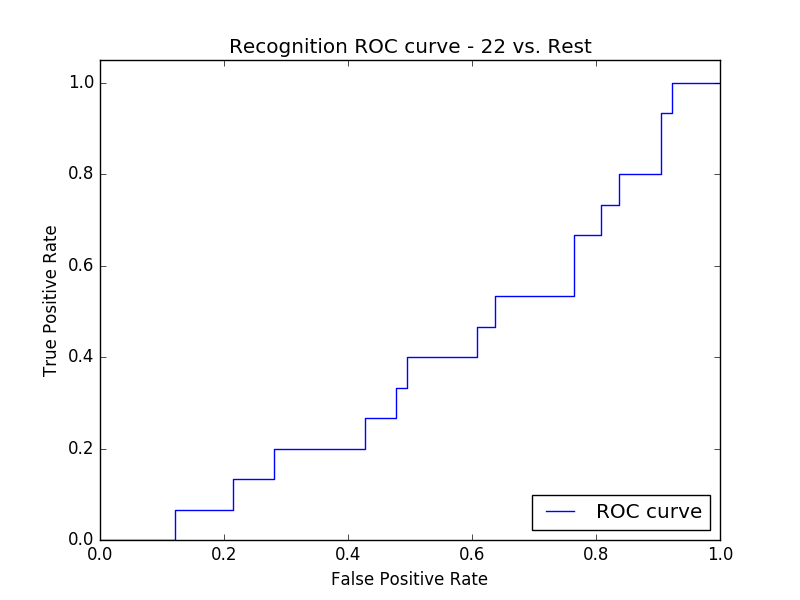 Recognition ROC curve - 22 vs. Rest
1.0
0.8
0.6
0.4
0.2
0.0
True Positive Rate
0.0 0.2 0.4 0.6 0.8 1.0
False Positive Rate
ROC curve